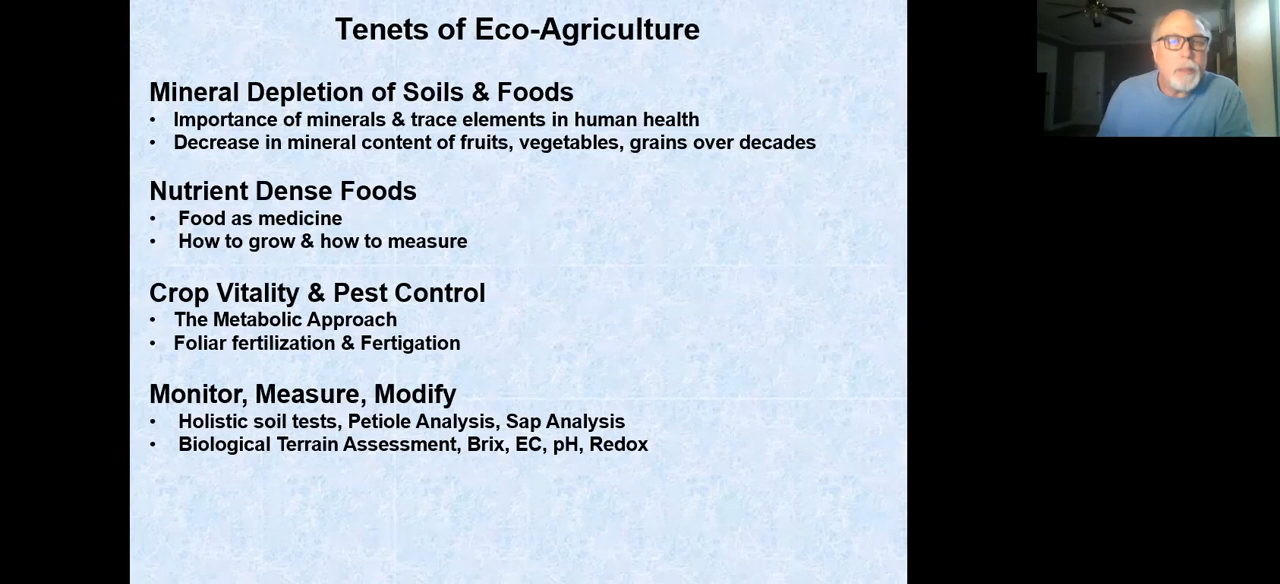 Tenets of Eco-Agriculture
Mineral Depletion of Soils & Foods
• Importance of minerals & trace elements in human health
• Decrease in mineral content of fruits, vegetables, grains over decades
Nutrient Dense Foods
• Food as medicine
• How to grow & how to measure
Crop Vitality & Pest Control
• The Metabolic Approach
• Foliar fertilization & Fertigation
Monitor, Measure, Modify
• Holistic soil tests, Petiole Analysis, Sap Analysis
• Biological Terrain Assessment, Brix, EC, pH, Redox